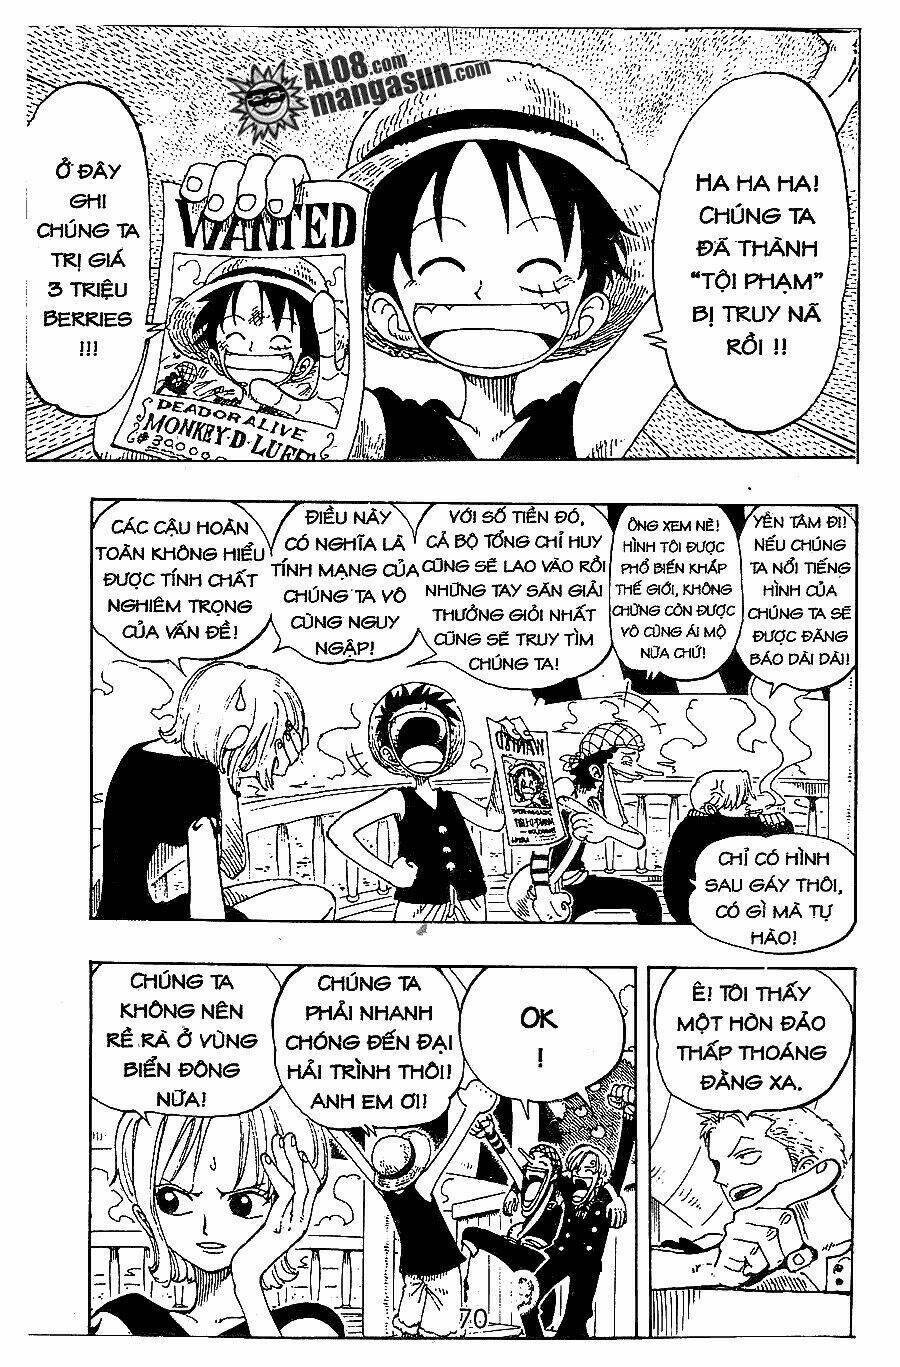 AL08.com
mangasun.com
HA HA HA!
CHÚNG TA
ĐÃ THÀNH
“TỘI PHẠM”
BỊ TRUY NÃ
RỒI !!
Ở ĐÂY
GHI
CHÚNG TA
TRỊ GIÁ
3 TRIỆU
BERRIES
!!!
WANTED
DEAD OR ALIVE
MONKEY·D·LUFF
YÊN TÂM ĐI!
NẾU CHÚNG
TA NỔI TIẾNG
HÌNH CỦA
CHÚNG TA SẼ
ĐƯỢC ĐĂNG
BÁO DÀI DÀI!
ÔNG XEM NÈ!
HÌNH TÔI ĐƯỢC
PHỔ BIẾN KHẮP
THẾ GIỚI, KHÔNG
CHỪNG CÒN ĐƯỢC
VÔ CÙNG ÁI MỘ
NỮA CHỨ!
VỚI SỐ TIỀN ĐÓ,
CẢ BỘ TỔNG CHỈ HUY
CŨNG SẼ LAO VÀO RỒI
NHỮNG TAY SĂN GIẢI
THƯỞNG GIỎI NHẤT
CŨNG SẼ TRUY TÌM
CHÚNG TA!
ĐIỀU NÀY
CÓ NGHĨA LÀ
TÍNH MẠNG CỦA
CHÚNG TA VÔ
CÙNG NGUY
NGẬP!
CÁC CẬU HOÀN
TOÀN KHÔNG HIỂU
ĐƯỢC TÍNH CHẤT
NGHIÊM TRỌNG
CỦA VẤN ĐỀ!
WANTED
CHỈ CÓ HÌNH
SAU GÁY THÔI,
CÓ GÌ MÀ TỰ
HÀO!
Ê! TÔI THẤY
MỘT HÒN ĐẢO
THẤP THOÁNG
ĐẰNG XA.
OK
!
CHÚNG TA
PHẢI NHANH
CHÓNG ĐẾN ĐẠI
HẢI TRÌNH THÔI!
ANH EM ƠI!
CHÚNG TA
KHÔNG NÊN
RỀ RÀ Ở VÙNG
BIỂN ĐÔNG
NỮA!
70